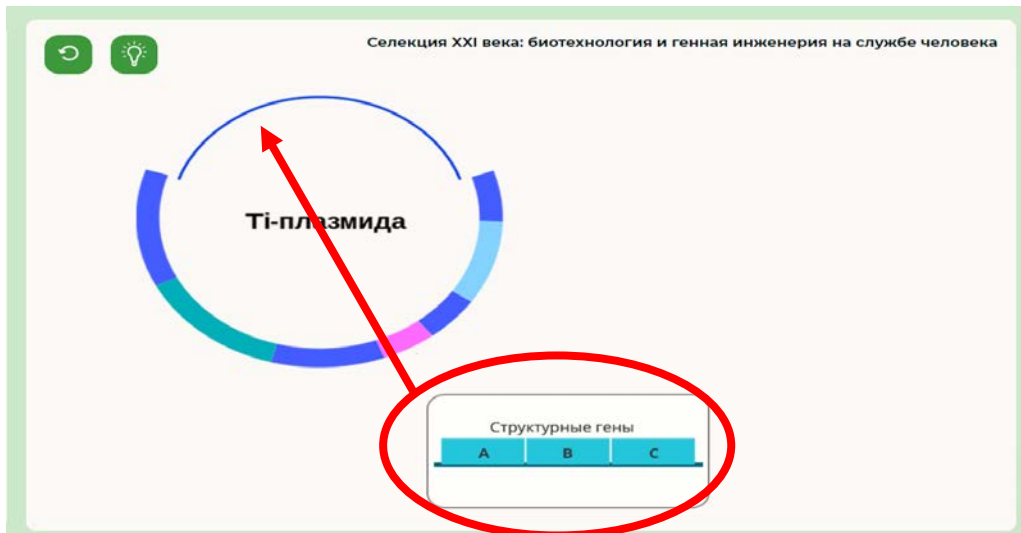 Селекция XXI века: биотехнология и генная инженерия на службе человека
Ti-плазмида
Структурные гены
A B C